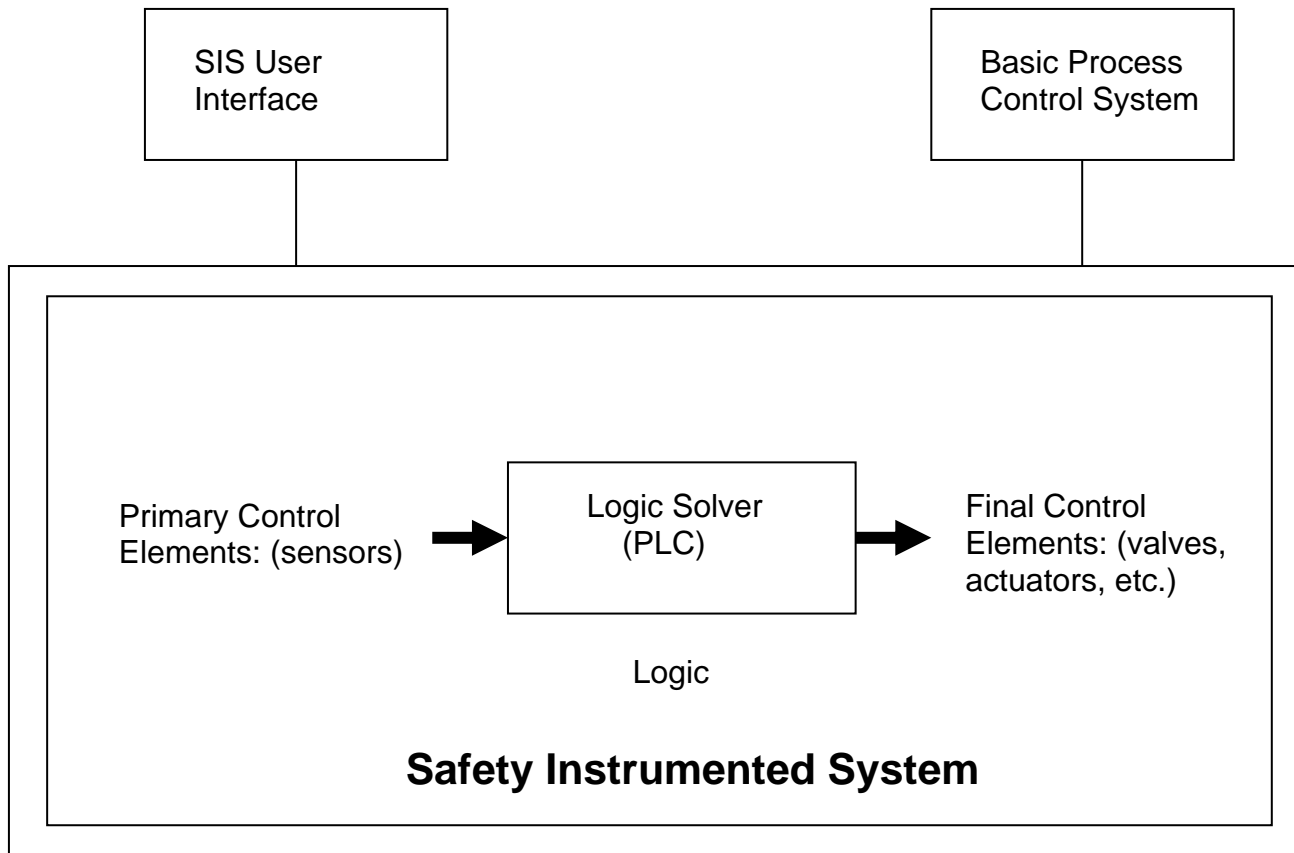 SIS User
Interface
Basic Process
Control System
Primary Control
Elements: (sensors)
Logic Solver
(PLC)
Final Control
Elements: (valves,
actuators, etc.)
Logic
Safety Instrumented System